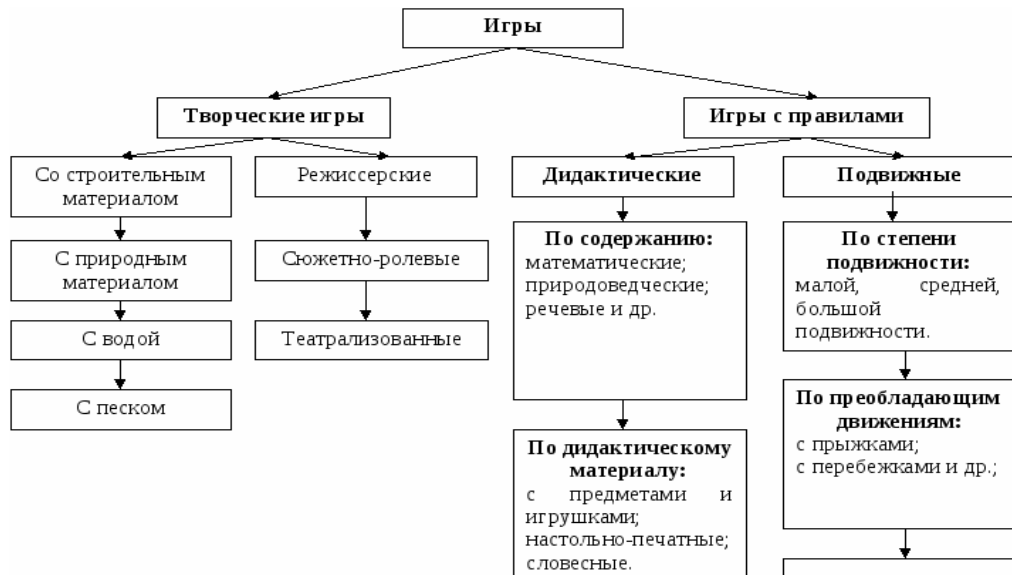 Игры
Творческие игры
Игры с правилами
Со строительным
материалом
Режиссерские
Дидактические
Подвижные
С природным
материалом
Сюжетно-ролевые
С водой
Театрализованные
С песком
По содержанию:
математические;
природоведческие;
речевые и др.
По степени
подвижности:
малой, средней,
большой
подвижности.
По дидактическому
материалу:
с предметами и
игрушками;
настольно-печатные;
словесные.
По преобладающим
движениям:
с прыжками;
с перебежками и др.;